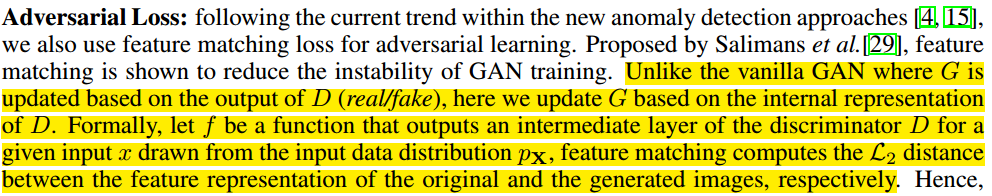 Adversarial Loss: following the current trend within the new anomaly detection approaches [4, 15],
we also use feature matching loss for adversarial learning. Proposed by Salimans et al.[29], feature
matching is shown to reduce the instability of GAN training. Unlike the vanilla GAN where G is
updated based on the output of D (real/fake), here we update G based on the internal representation
of D. Formally, let f be a function that outputs an intermediate layer of the discriminator D for a
given input x drawn from the input data distribution pX, feature matching computes the L2 distance
between the feature representation of the original and the generated images, respectively. Hence,